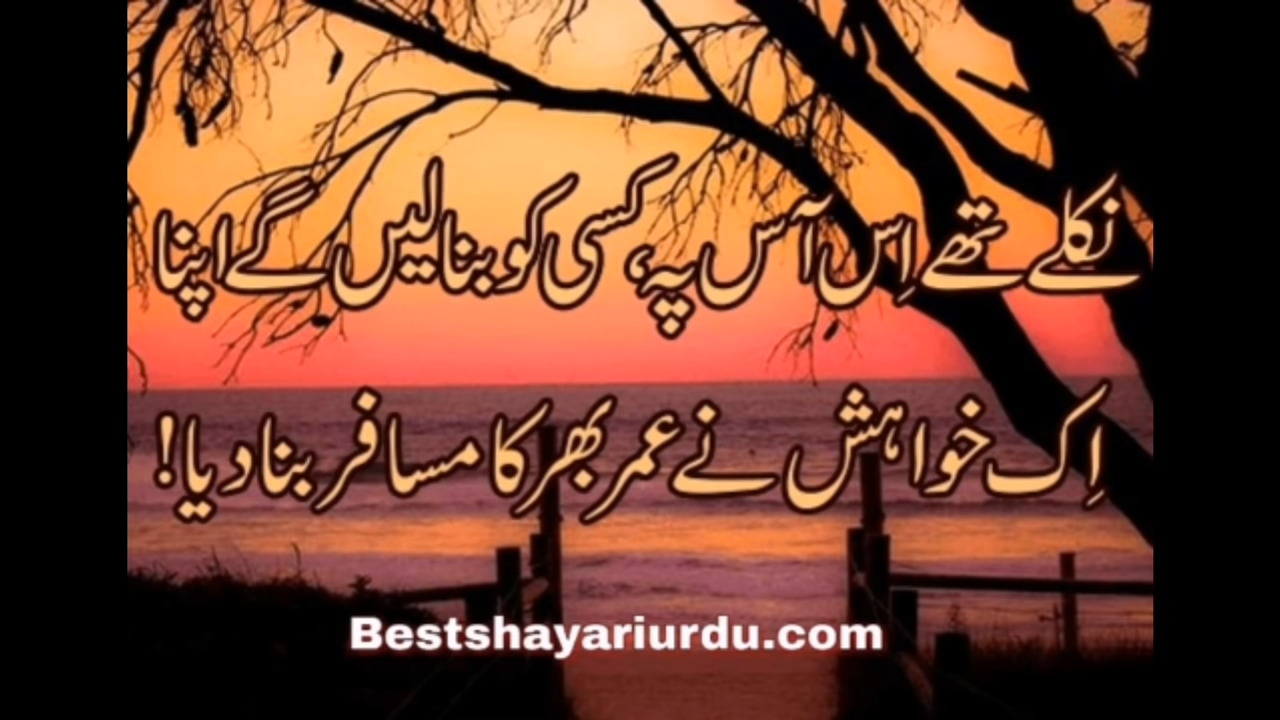 نکلے تھے اِس آس پہ، کسی کو بنا لیں گے اپنا
اِک خواہش نے عمر بھر کا مسافر بنا دیا!
Bestshayariurdu.com